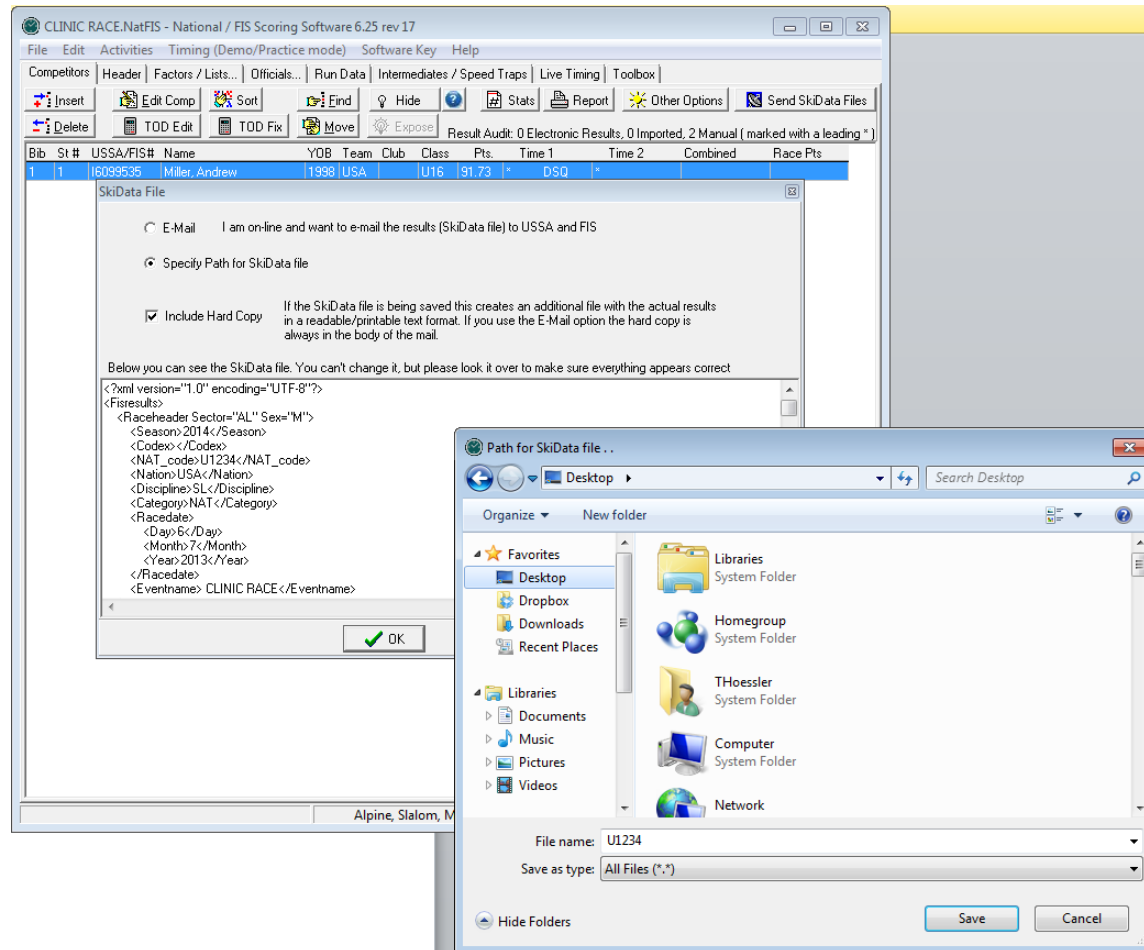 CLINIC RACE.NatFIS - National / FIS Scoring Software 6.25 rev 17
File Edit Activities Timing (Demo/Practice mode) Software Key Help
Competitors Header Factors / Lists... Officials... Run Data Intermediates / Speed Traps Live Timing Toolbox
Insert Edit Comp Sort Find Hide Stats Report Other Options Send SkiData Files
Delete TOD Edit TOD Fix Move Expose Result Audit: 0 Electronic Results, 0 Imported, 2 Manual ( marked with a leading * )
Bib St # USSA/FIS# Name YOB Team Club Class Pts. Time 1 Time 2 Combined Race Pts
1 1 I6099535 Miller, Andrew 1998 USA U16 91.73 * DSQ *
SkiData File
E-Mail I am on-line and want to e-mail the results (SkiData file) to USSA and FIS
Specify Path for SkiData file
Include Hard Copy If the SkiData file is being saved this creates an additional file with the actual results
in a readable/printable text format. If you use the E-Mail option the hard copy is
always in the body of the mail.
Below you can see the SkiData file. You can't change it, but please look it over to make sure everything appears correct
<?xml version="1.0" encoding="UTF-8"?>
<Fisresults>
<Raceheader Sector="AL" Sex="M">
<Season>2014</Season>
<Codex></Codex>
<NAT_code>U1234</NAT_code>
<Nation>USA</Nation>
<Discipline>SL</Discipline>
<Category>NAT</Category>
<Racedate>
<Day>6</Day>
<Month>7</Month>
<Year>2013</Year>
</Racedate>
<Eventname> CLINIC RACE</Eventname>
OK
Alpine, Slalom, M
Path for SkiData file . .
Desktop Search Desktop
Organize New folder
Favorites
Desktop
Dropbox
Downloads
Recent Places
Libraries
Documents
Music
Pictures
Videos
Libraries
System Folder
Homegroup
System Folder
THoessler
System Folder
Computer
System Folder
Network
File name: U1234
Save as type: All Files (*.*)
Hide Folders Save Cancel